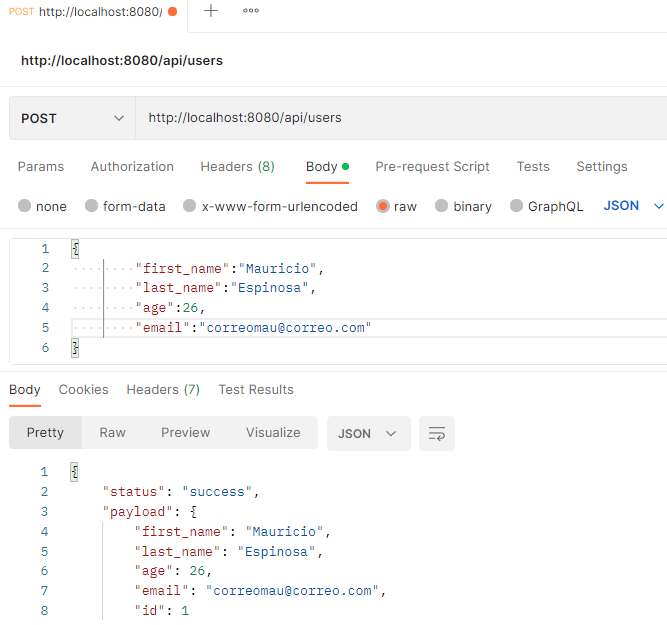 POST http://localhost:8080/
http://localhost:8080/api/users
POST http://localhost:8080/api/users
Params Authorization Headers (8) Body Pre-request Script Tests Settings
none form-data x-www-form-urlencoded raw binary GraphQL JSON
1 {
2 "first_name":"Mauricio",
3 "last_name":"Espinosa",
4 "age":26,
5 "email":"correomau@correo.com"
6 }
Body Cookies Headers (7) Test Results
Pretty Raw Preview Visualize JSON
1 {
2 "status": "success",
3 "payload": {
4 "first_name": "Mauricio",
5 "last_name": "Espinosa",
6 "age": 26,
7 "email": "correomau@correo.com",
8 "id": 1